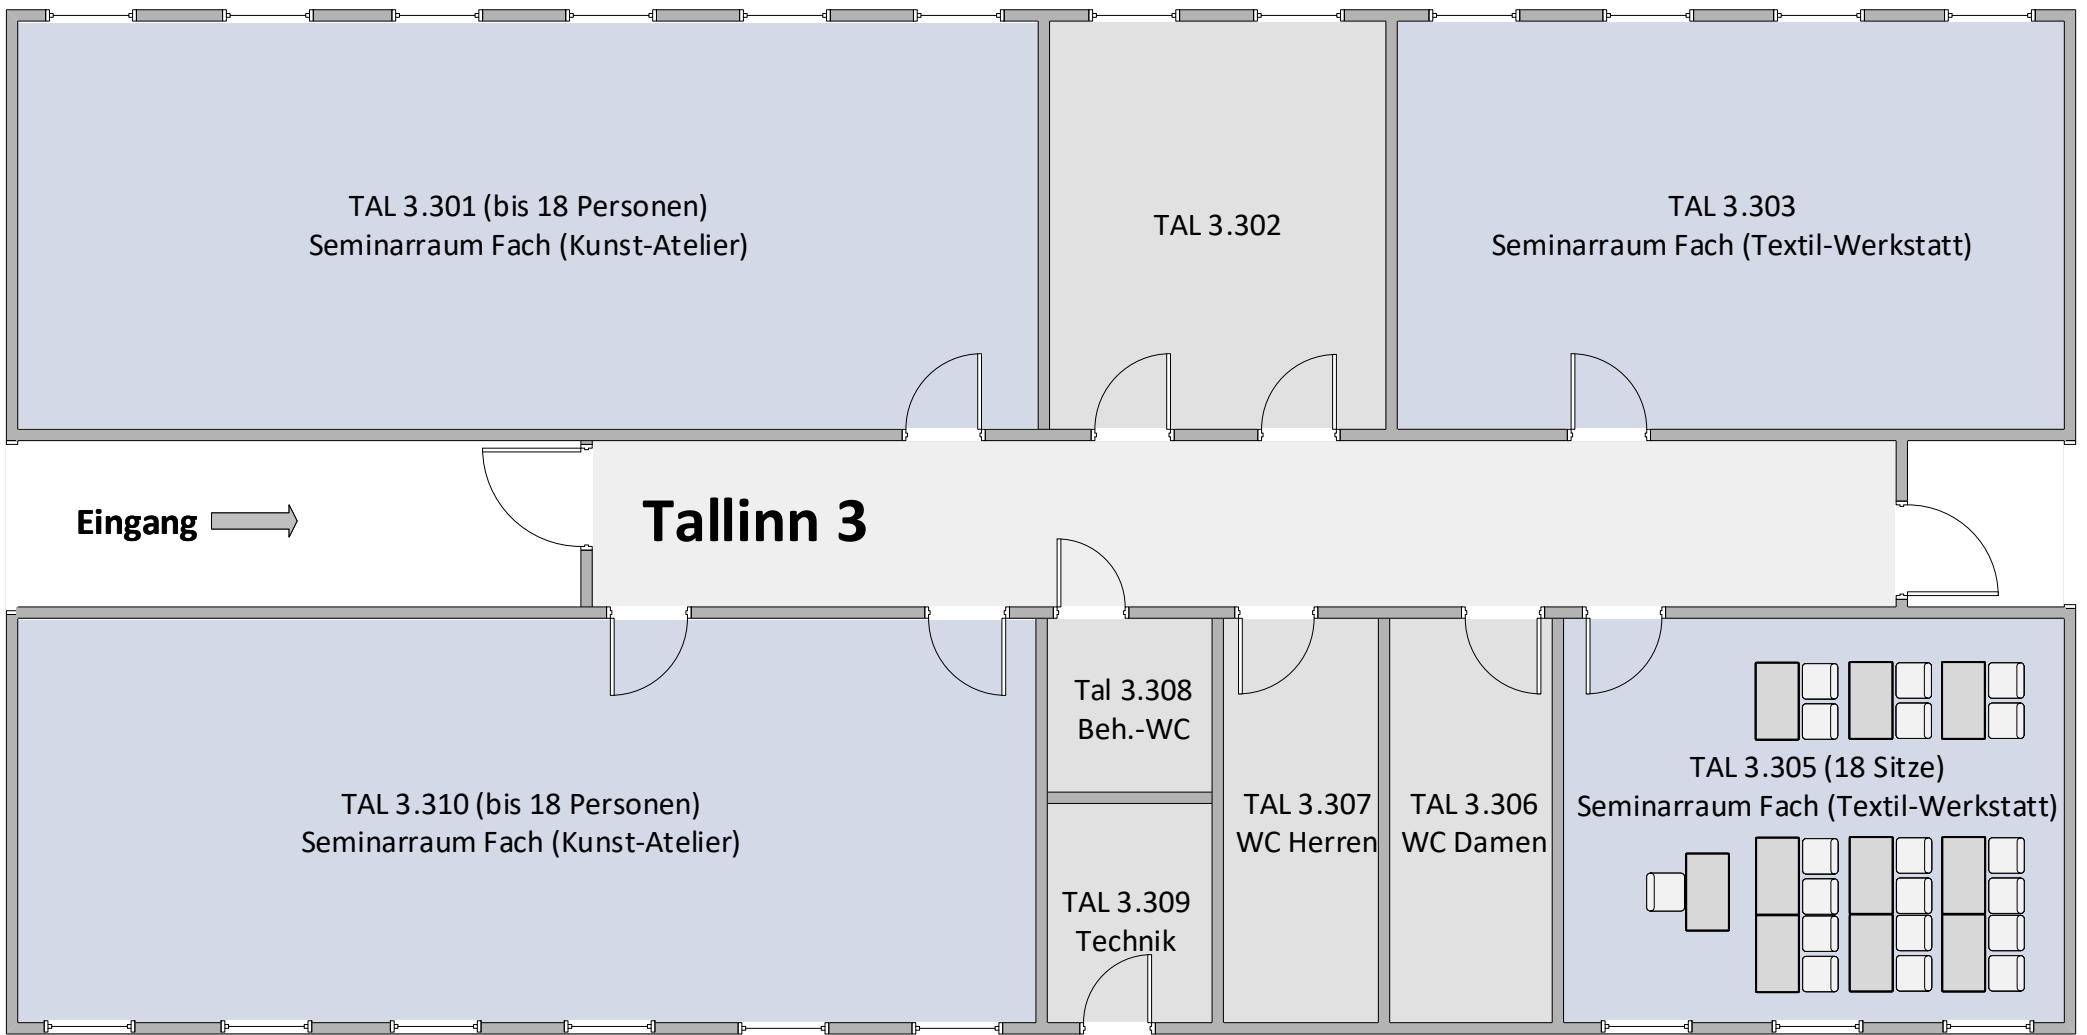 TAL 3.301 (bis 18 Personen)
Seminarraum Fach (Kunst-Atelier)
TAL 3.302
TAL 3.303
Seminarraum Fach (Textil-Werkstatt)
Eingang
Tallinn 3
TAL 3.310 (bis 18 Personen)
Seminarraum Fach (Kunst-Atelier)
Tal 3.308
Beh.-WC
TAL 3.309
Technik
TAL 3.307
WC Herren
TAL 3.306
WC Damen
TAL 3.305 (18 Sitze)
Seminarraum Fach (Textil-Werkstatt)